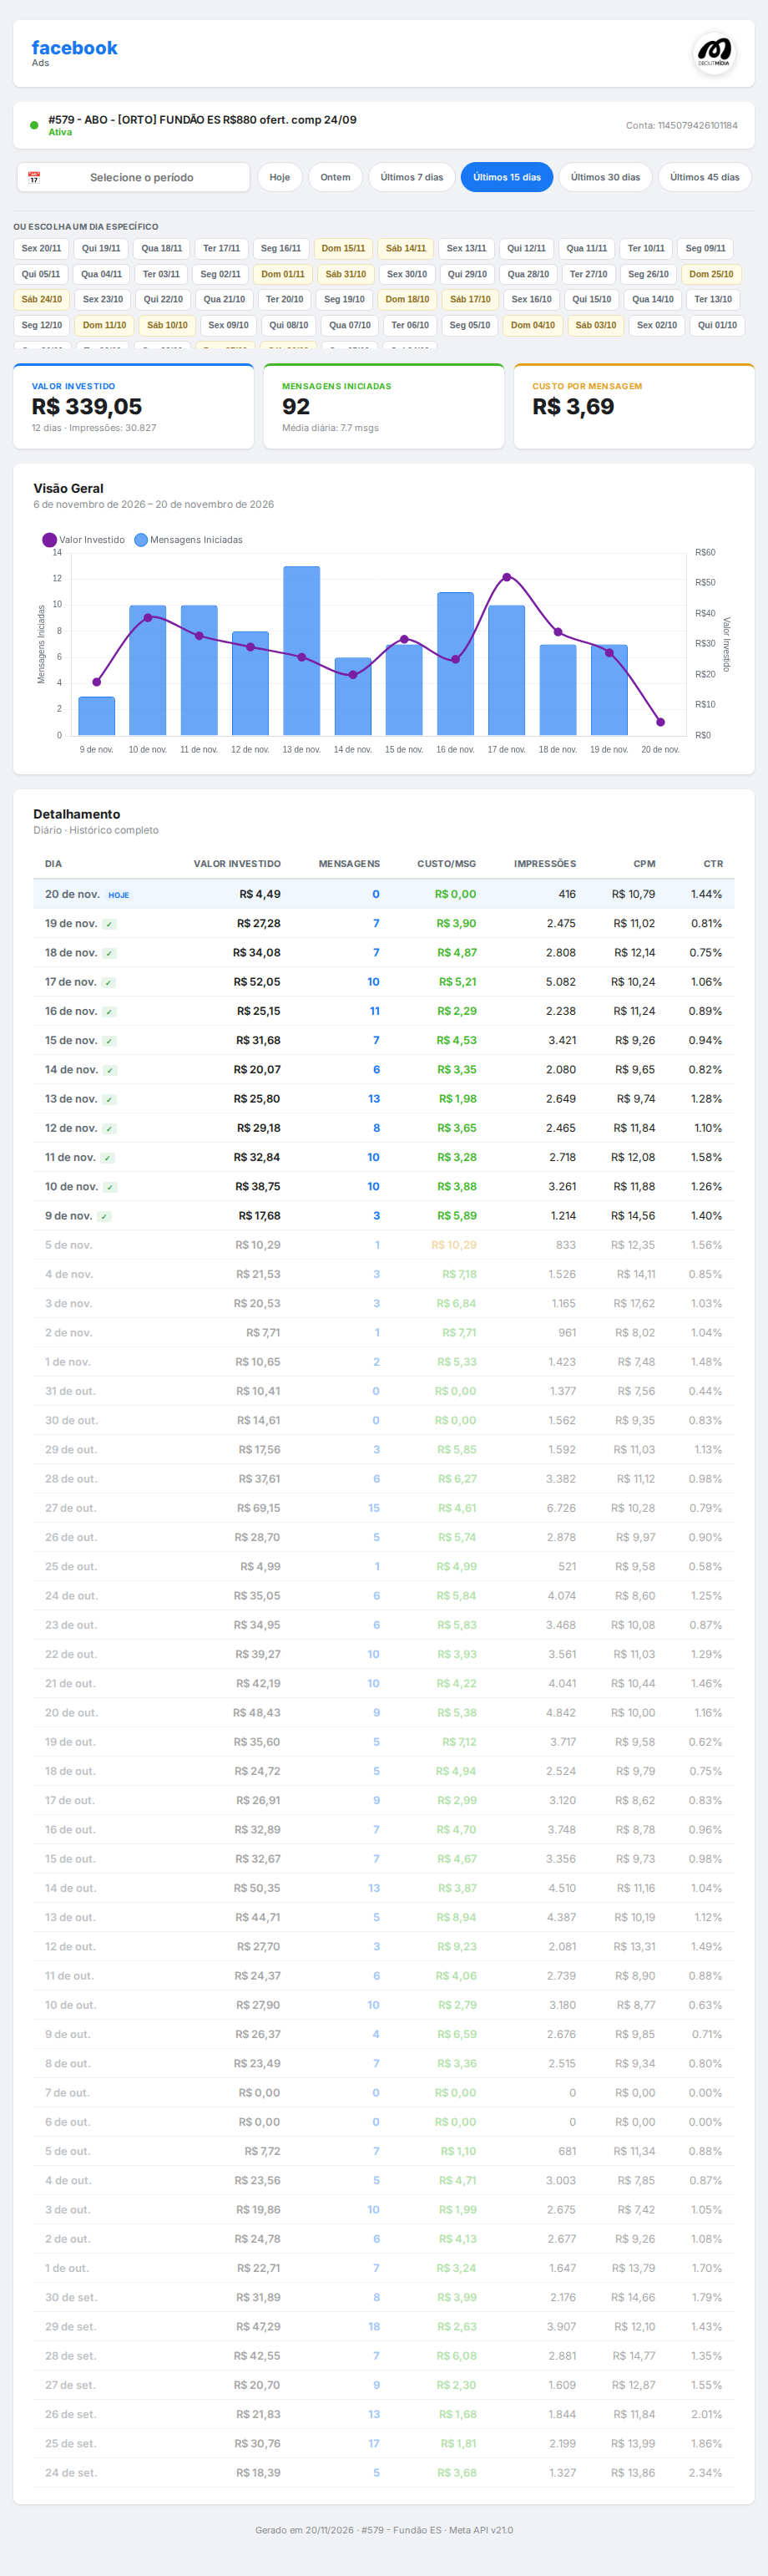 facebook
Ads
DBOUTMÍDIA
#579 - ABO - [ORTO] FUNDÃO ES R$880 ofert. comp 24/09
Ativa
Conta: 1145079426101184
Selecione o período Hoje Ontem Últimos 7 dias Últimos 15 dias Últimos 30 dias Últimos 45 dias
OU ESCOLHA UM DIA ESPECÍFICO
Sex 20/11 Qui 19/11 Qua 18/11 Ter 17/11 Seg 16/11 Dom 15/11 Sáb 14/11 Sex 13/11 Qui 12/11 Qua 11/11 Ter 10/11 Seg 09/11
Qui 05/11 Qua 04/11 Ter 03/11 Seg 02/11 Dom 01/11 Sáb 31/10 Sex 30/10 Qui 29/10 Qua 28/10 Ter 27/10 Seg 26/10 Dom 25/10
Sáb 24/10 Sex 23/10 Qui 22/10 Qua 21/10 Ter 20/10 Seg 19/10 Dom 18/10 Sáb 17/10 Sex 16/10 Qui 15/10 Qua 14/10 Ter 13/10
Seg 12/10 Dom 11/10 Sáb 10/10 Sex 09/10 Qui 08/10 Qua 07/10 Ter 06/10 Seg 05/10 Dom 04/10 Sáb 03/10 Sex 02/10 Qui 01/10
VALOR INVESTIDO
R$ 339,05
12 dias · Impressões: 30.827
MENSAGENS INICIADAS
92
Média diária: 7.7 msgs
CUSTO POR MENSAGEM
R$ 3,69
Visão Geral
6 de novembro de 2026 – 20 de novembro de 2026
Valor Investido Mensagens Iniciadas
14
12
10
8
6
4
2
0
Mensagens Iniciadas
R$60
R$50
R$40
R$30
R$20
R$10
R$0
Valor Investido
9 de nov. 10 de nov. 11 de nov. 12 de nov. 13 de nov. 14 de nov. 15 de nov. 16 de nov. 17 de nov. 18 de nov. 19 de nov. 20 de nov.
Detalhamento
Diário · Histórico completo
DIA VALOR INVESTIDO MENSAGENS CUSTO/MSG IMPRESSÕES CPM CTR
20 de nov. HOJE R$ 4,49 0 R$ 0,00 416 R$ 10,79 1.44%
19 de nov. ✓ R$ 27,28 7 R$ 3,90 2.475 R$ 11,02 0.81%
18 de nov. ✓ R$ 34,08 7 R$ 4,87 2.808 R$ 12,14 0.75%
17 de nov. ✓ R$ 52,05 10 R$ 5,21 5.082 R$ 10,24 1.06%
16 de nov. ✓ R$ 25,15 11 R$ 2,29 2.238 R$ 11,24 0.89%
15 de nov. ✓ R$ 31,68 7 R$ 4,53 3.421 R$ 9,26 0.94%
14 de nov. ✓ R$ 20,07 6 R$ 3,35 2.080 R$ 9,65 0.82%
13 de nov. ✓ R$ 25,80 13 R$ 1,98 2.649 R$ 9,74 1.28%
12 de nov. ✓ R$ 29,18 8 R$ 3,65 2.465 R$ 11,84 1.10%
11 de nov. ✓ R$ 32,84 10 R$ 3,28 2.718 R$ 12,08 1.58%
10 de nov. ✓ R$ 38,75 10 R$ 3,88 3.261 R$ 11,88 1.26%
9 de nov. ✓ R$ 17,68 3 R$ 5,89 1.214 R$ 14,56 1.40%
5 de nov. R$ 10,29 1 R$ 10,29 833 R$ 12,35 1.56%
4 de nov. R$ 21,53 3 R$ 7,18 1.526 R$ 14,11 0.85%
3 de nov. R$ 20,53 3 R$ 6,84 1.165 R$ 17,62 1.03%
2 de nov. R$ 7,71 1 R$ 7,71 961 R$ 8,02 1.04%
1 de nov. R$ 10,65 2 R$ 5,33 1.423 R$ 7,48 1.48%
31 de out. R$ 10,41 0 R$ 0,00 1.377 R$ 7,56 0.44%
30 de out. R$ 14,61 0 R$ 0,00 1.562 R$ 9,35 0.83%
29 de out. R$ 17,56 3 R$ 5,85 1.592 R$ 11,03 1.13%
28 de out. R$ 37,61 6 R$ 6,27 3.382 R$ 11,12 0.98%
27 de out. R$ 69,15 15 R$ 4,61 6.726 R$ 10,28 0.79%
26 de out. R$ 28,70 5 R$ 5,74 2.878 R$ 9,97 0.90%
25 de out. R$ 4,99 1 R$ 4,99 521 R$ 9,58 0.58%
24 de out. R$ 35,05 6 R$ 5,84 4.074 R$ 8,60 1.25%
23 de out. R$ 34,95 6 R$ 5,83 3.468 R$ 10,08 0.87%
22 de out. R$ 39,27 10 R$ 3,93 3.561 R$ 11,03 1.29%
21 de out. R$ 42,19 10 R$ 4,22 4.041 R$ 10,44 1.46%
20 de out. R$ 48,43 9 R$ 5,38 4.842 R$ 10,00 1.16%
19 de out. R$ 35,60 5 R$ 7,12 3.717 R$ 9,58 0.62%
18 de out. R$ 24,72 5 R$ 4,94 2.524 R$ 9,79 0.75%
17 de out. R$ 26,91 9 R$ 2,99 3.120 R$ 8,62 0.83%
16 de out. R$ 32,89 7 R$ 4,70 3.748 R$ 8,78 0.96%
15 de out. R$ 32,67 7 R$ 4,67 3.356 R$ 9,73 0.98%
14 de out. R$ 50,35 13 R$ 3,87 4.510 R$ 11,16 1.04%
13 de out. R$ 44,71 5 R$ 8,94 4.387 R$ 10,19 1.12%
12 de out. R$ 27,70 3 R$ 9,23 2.081 R$ 13,31 1.49%
11 de out. R$ 24,37 6 R$ 4,06 2.739 R$ 8,90 0.88%
10 de out. R$ 27,90 10 R$ 2,79 3.180 R$ 8,77 0.63%
9 de out. R$ 26,37 4 R$ 6,59 2.676 R$ 9,85 0.71%
8 de out. R$ 23,49 7 R$ 3,36 2.515 R$ 9,34 0.80%
7 de out. R$ 0,00 0 R$ 0,00 0 R$ 0,00 0.00%
6 de out. R$ 0,00 0 R$ 0,00 0 R$ 0,00 0.00%
5 de out. R$ 7,72 7 R$ 1,10 681 R$ 11,34 0.88%
4 de out. R$ 23,56 5 R$ 4,71 3.003 R$ 7,85 0.87%
3 de out. R$ 19,86 10 R$ 1,99 2.675 R$ 7,42 1.05%
2 de out. R$ 24,78 6 R$ 4,13 2.677 R$ 9,26 1.08%
1 de out. R$ 22,71 7 R$ 3,24 1.647 R$ 13,79 1.70%
30 de set. R$ 31,89 8 R$ 3,99 2.176 R$ 14,66 1.79%
29 de set. R$ 47,29 18 R$ 2,63 3.907 R$ 12,10 1.43%
28 de set. R$ 42,55 7 R$ 6,08 2.881 R$ 14,77 1.35%
27 de set. R$ 20,70 9 R$ 2,30 1.609 R$ 12,87 1.55%
26 de set. R$ 21,83 13 R$ 1,68 1.844 R$ 11,84 2.01%
25 de set. R$ 30,76 17 R$ 1,81 2.199 R$ 13,99 1.86%
24 de set. R$ 18,39 5 R$ 3,68 1.327 R$ 13,86 2.34%
Gerado em 20/11/2026 · #579 - Fundão ES · Meta API v21.0